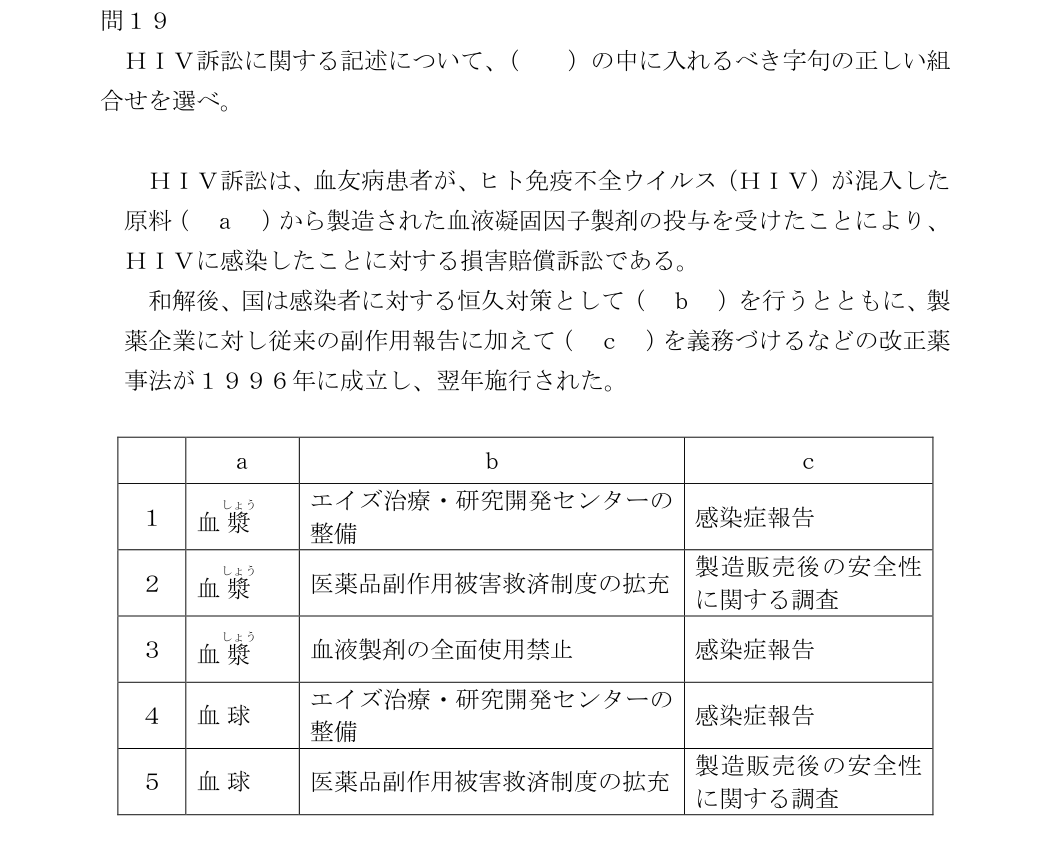 問１９
ＨＩＶ訴訟に関する記述について、（　　）の中に入れるべき字句の正しい組
合せを選べ。
ＨＩＶ訴訟は、血友病患者が、ヒト免疫不全ウイルス（ＨＩＶ）が混入した
原料（　ａ　）から製造された血液凝固因子製剤の投与を受けたことにより、
ＨＩＶに感染したことに対する損害賠償訴訟である。
和解後、国は感染者に対する恒久対策として（　ｂ　）を行うとともに、製
薬企業に対し従来の副作用報告に加えて（　ｃ　）を義務づけるなどの改正薬
事法が１９９６年に成立し、翌年施行された。
ａ　ｂ　ｃ
しょう
１　血漿　エイズ治療・研究開発センターの　感染症報告
整備
しょう
２　血漿　医薬品副作用被害救済制度の拡充　製造販売後の安全性
に関する調査
しょう
３　血漿　血液製剤の全面使用禁止　感染症報告
４　血球　エイズ治療・研究開発センターの　感染症報告
整備
５　血球　医薬品副作用被害救済制度の拡充　製造販売後の安全性
に関する調査